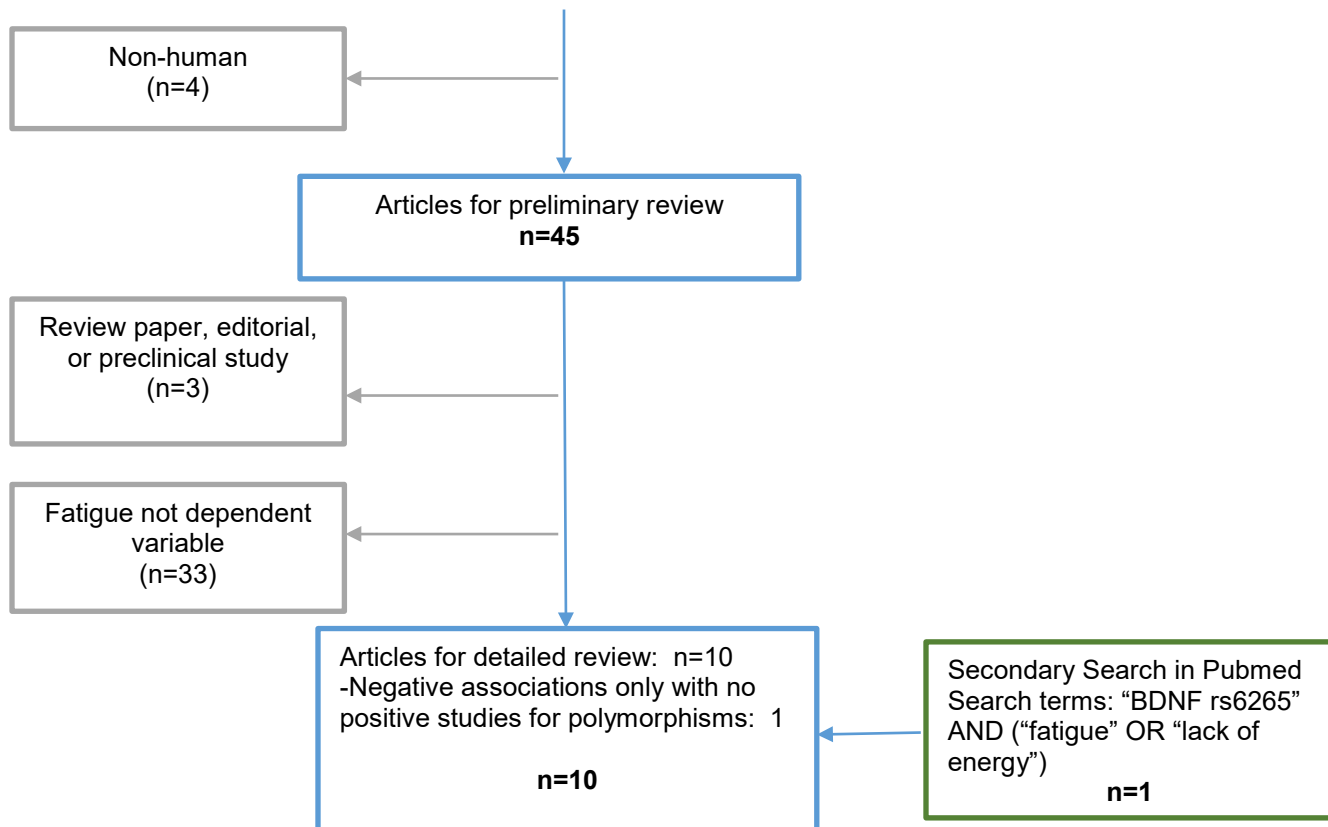 Non-human
(n=4)
Articles for preliminary review
n=45
Review paper, editorial,
or preclinical study
(n=3)
Fatigue not dependent
variable
(n=33)
Articles for detailed review:  n=10
-Negative associations only with no
positive studies for polymorphisms:  1
n=10
Secondary Search in Pubmed
Search terms: “BDNF rs6265”
AND (“fatigue” OR “lack of
energy”)
n=1